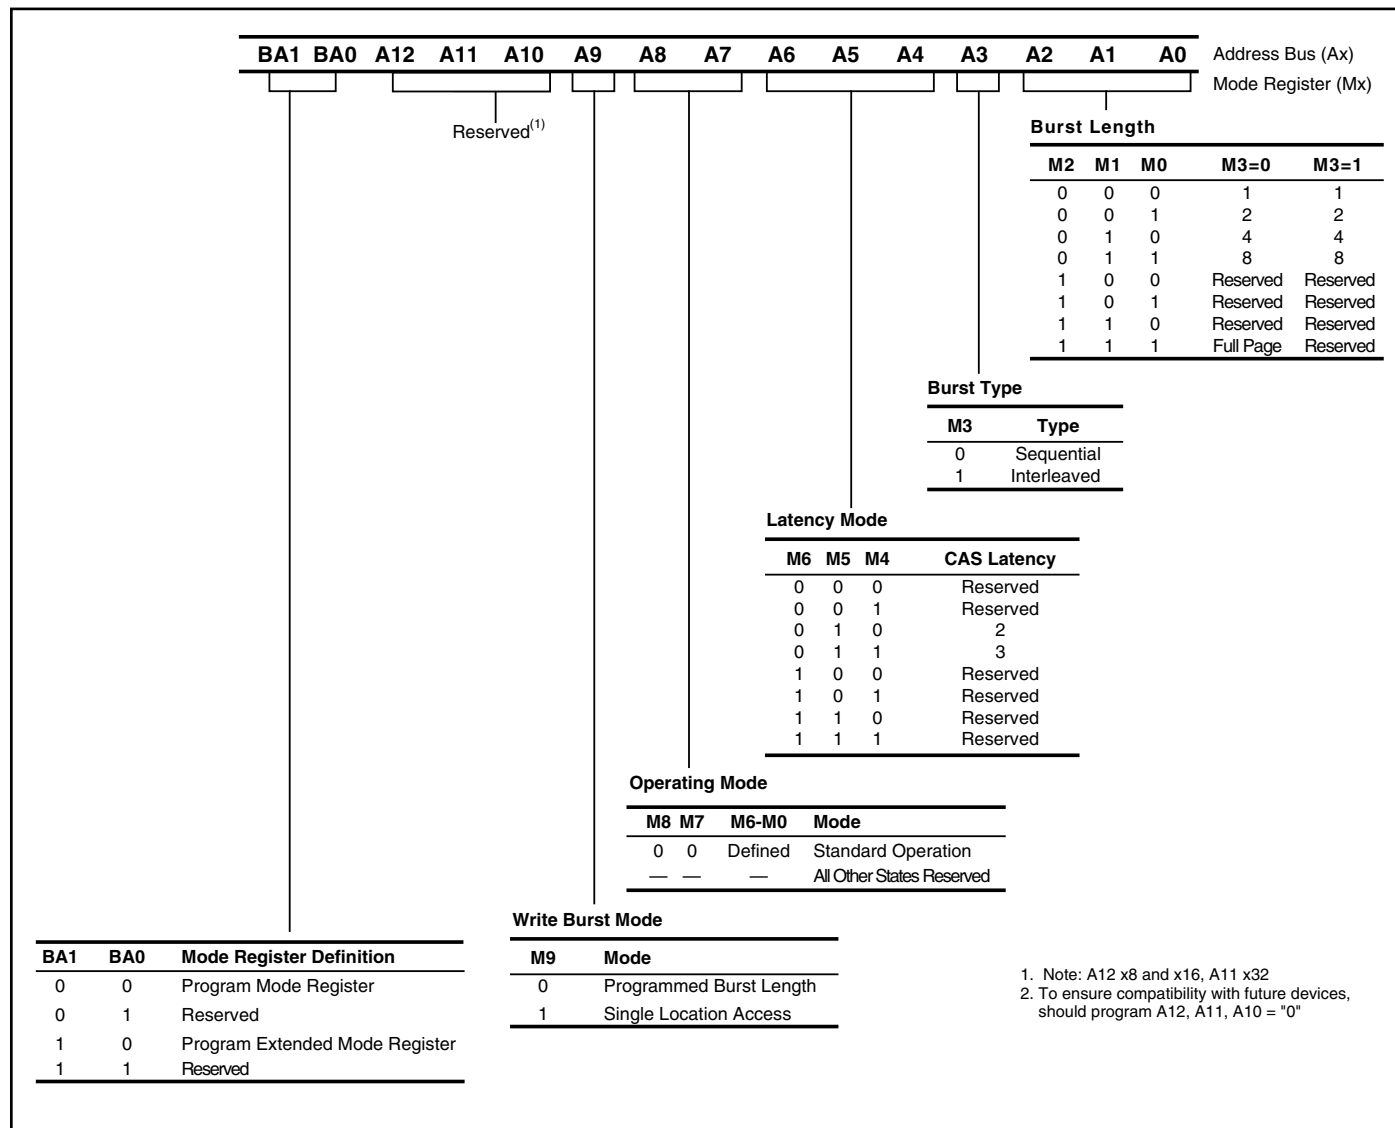 BA1 BA0 A12 A11 A10 A9 A8 A7 A6 A5 A4 A3 A2 A1 A0 Address Bus (Ax)
Mode Register (Mx)
Reserved(1)
Burst Length
M2 M1 M0 M3=0 M3=1
0 0 0 1 1
0 0 1 2 2
0 1 0 4 4
0 1 1 8 8
1 0 0 Reserved Reserved
1 0 1 Reserved Reserved
1 1 0 Reserved Reserved
1 1 1 Full Page Reserved
Burst Type
M3 Type
0 Sequential
1 Interleaved
Latency Mode
M6 M5 M4 CAS Latency
0 0 0 Reserved
0 0 1 Reserved
0 1 0 2
0 1 1 3
1 0 0 Reserved
1 0 1 Reserved
1 1 0 Reserved
1 1 1 Reserved
Operating Mode
M8 M7 M6-M0 Mode
0 0 Defined Standard Operation
— — — All Other States Reserved
Write Burst Mode
M9 Mode
0 Programmed Burst Length
1 Single Location Access
BA1 BA0 Mode Register Definition
0 0 Program Mode Register
0 1 Reserved
1 0 Program Extended Mode Register
1 1 Reserved
1. Note: A12 x8 and x16, A11 x32
2. To ensure compatibility with future devices,
should program A12, A11, A10 = "0"